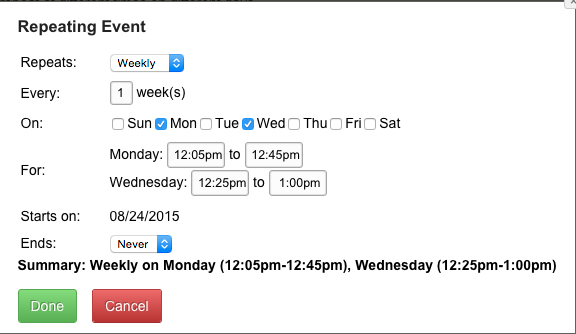 Repeating Event
Repeats: Weekly
Every: 1 week(s)
On: Sun Mon Tue Wed Thu Fri Sat
For:
Monday: 12:05pm to 12:45pm
Wednesday: 12:25pm to 1:00pm
Starts on: 08/24/2015
Ends: Never
Summary: Weekly on Monday (12:05pm-12:45pm), Wednesday (12:25pm-1:00pm)
Done Cancel